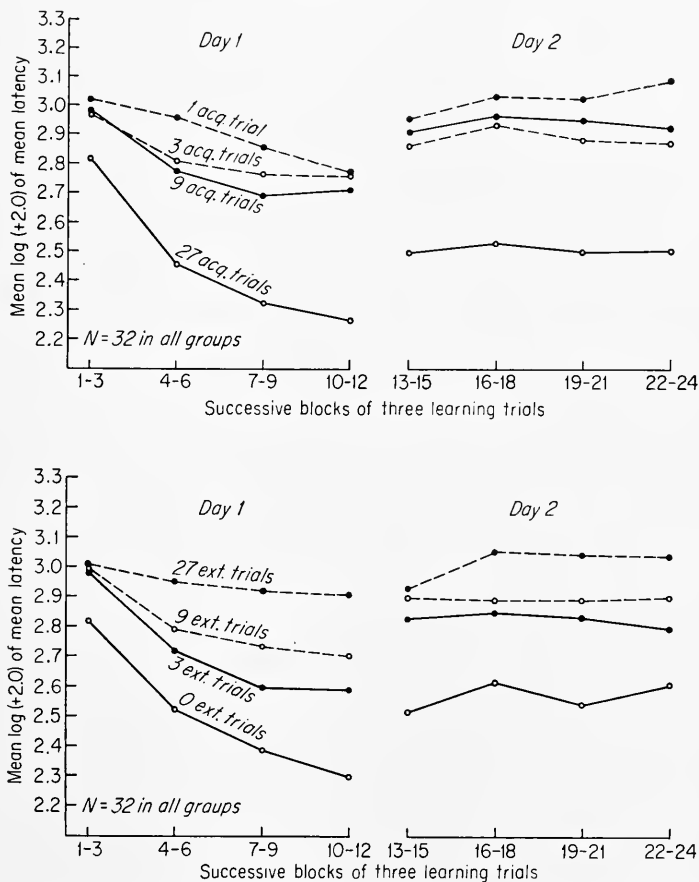 Day 1
Day 2
Mean log (+2.0) of mean latency
3.3
3.2
3.1
3.0
2.9
2.8
2.7
2.6
2.5
2.4
2.3
2.2
1 acq. trial
3 acq. trials
9 acq. trials
27 acq. trials
N = 32 in all groups
1-3 4-6 7-9 10-12 13-15 16-18 19-21 22-24
Successive blocks of three learning trials
Day 1
Day 2
Mean log (+2.0) of mean latency
3.3
3.2
3.1
3.0
2.9
2.8
2.7
2.6
2.5
2.4
2.3
2.2
27 ext. trials
9 ext. trials
3 ext. trials
0 ext. trials
N = 32 in all groups
1-3 4-6 7-9 10-12 13-15 16-18 19-21 22-24
Successive blocks of three learning trials